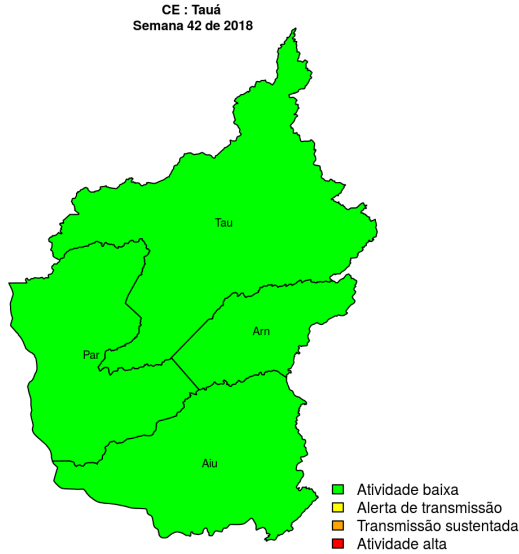 CE : Tauá
Semana 42 de 2018
Tau
Arn
Par
Aiu
Atividade baixa
Alerta de transmissão
Transmissão sustentada
Atividade alta